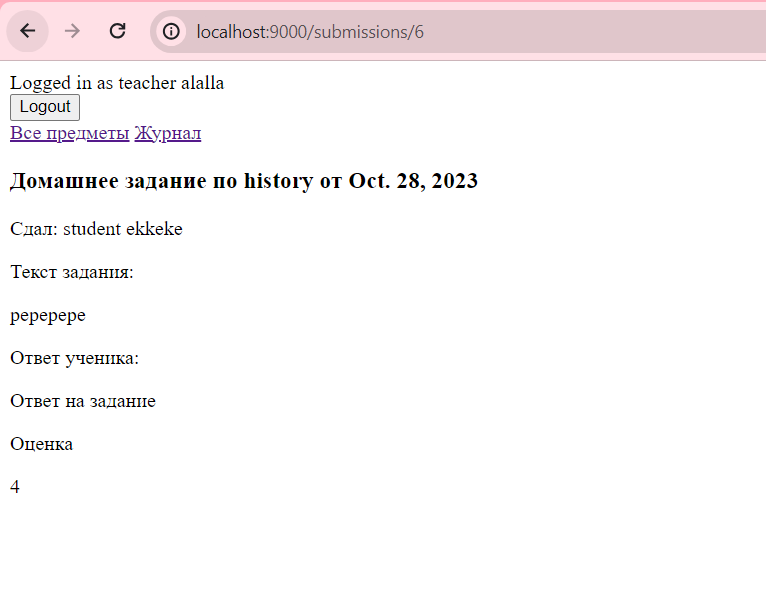 localhost:9000/submissions/6
Logged in as teacher alalla
Logout
Все предметы Журнал
Домашнее задание по history от Oct. 28, 2023
Сдал: student ekkeke
Текст задания:
pepepepe
Ответ ученика:
Ответ на задание
Оценка
4